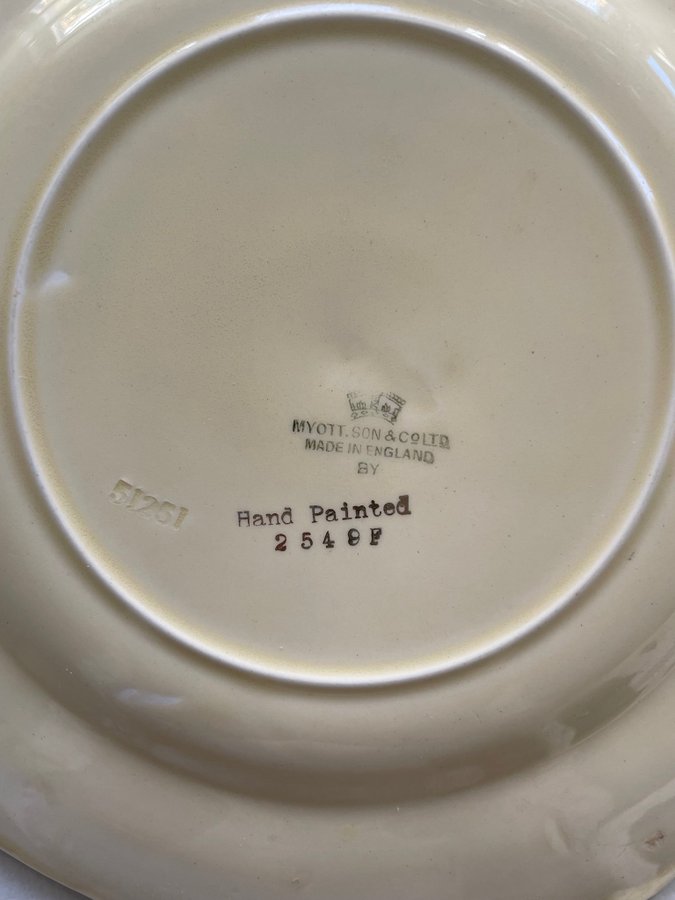 MYOTT. SON & CO LTD
MADE IN ENGLAND
BY
51251
Hand Painted
2549F